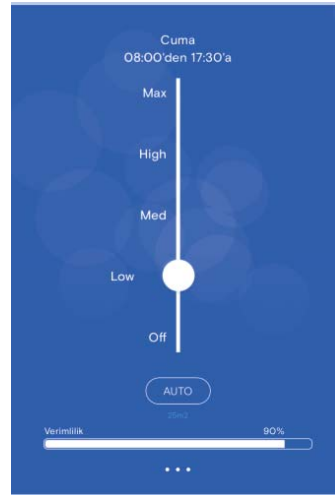 Cuma
08:00'den 17:30'a
Max
High
Med
Low
Off
AUTO
Verimlilik 90%